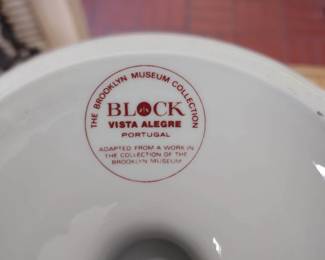 THE BROOKLYN MUSEUM COLLECTION
BLOCK
VISTA ALEGRE
PORTUGAL
ADAPTED FROM A WORK IN
THE COLLECTION OF THE
BROOKLYN MUSEUM